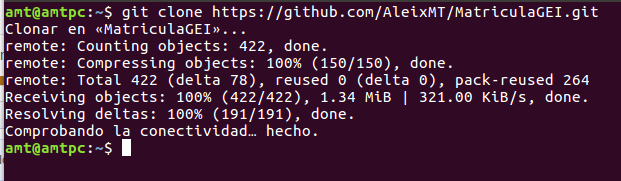 amt@amtpc:~$ git clone https://github.com/AleixMT/MatriculaGEI.git
Clonar en «MatriculaGEI»...
remote: Counting objects: 422, done.
remote: Compressing objects: 100% (150/150), done.
remote: Total 422 (delta 78), reused 0 (delta 0), pack-reused 264
Receiving objects: 100% (422/422), 1.34 MiB | 321.00 KiB/s, done.
Resolving deltas: 100% (191/191), done.
Comprobando la conectividad… hecho.
amt@amtpc:~$